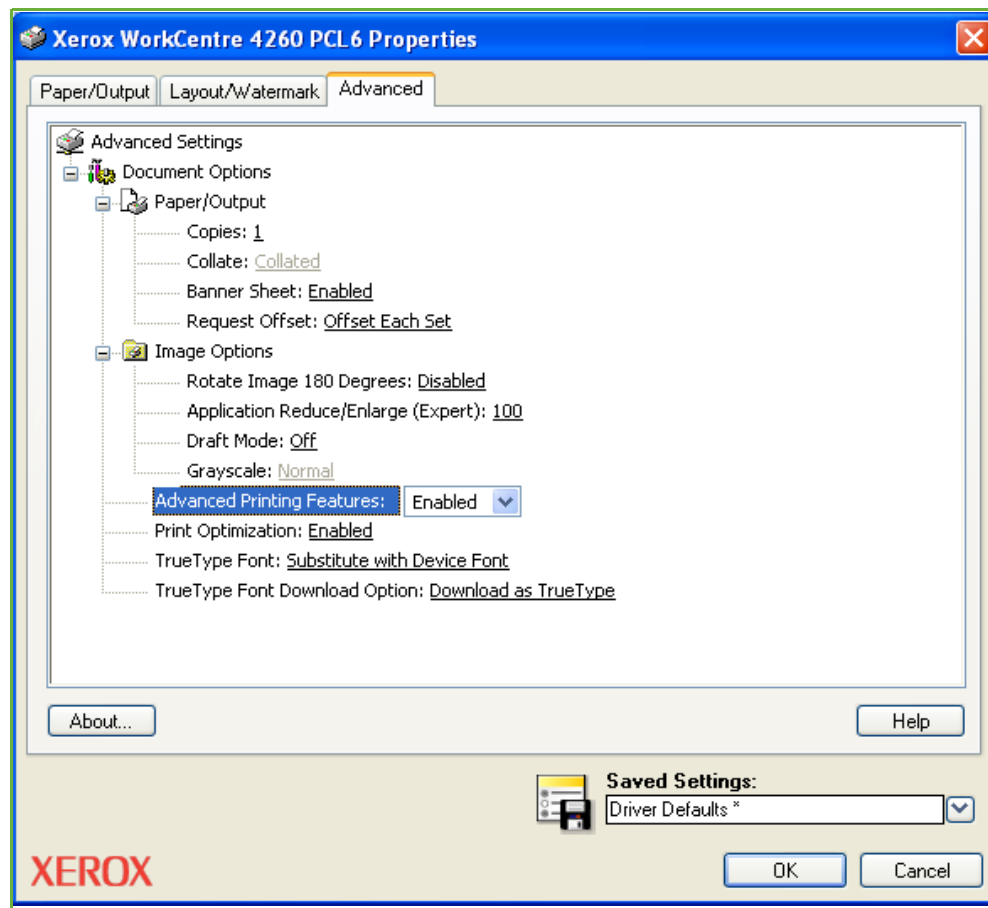 Xerox WorkCentre 4260 PCL6 Properties
Paper/Output Layout/Watermark Advanced
Advanced Settings
Document Options
Paper/Output
Copies: 1
Collate: Collated
Banner Sheet: Enabled
Request Offset: Offset Each Set
Image Options
Rotate Image 180 Degrees: Disabled
Application Reduce/Enlarge (Expert): 100
Draft Mode: Off
Grayscale: Normal
Advanced Printing Features: Enabled
Print Optimization: Enabled
TrueType Font: Substitute with Device Font
TrueType Font Download Option: Download as TrueType
About... Help
Saved Settings:
Driver Defaults *
XEROX OK Cancel